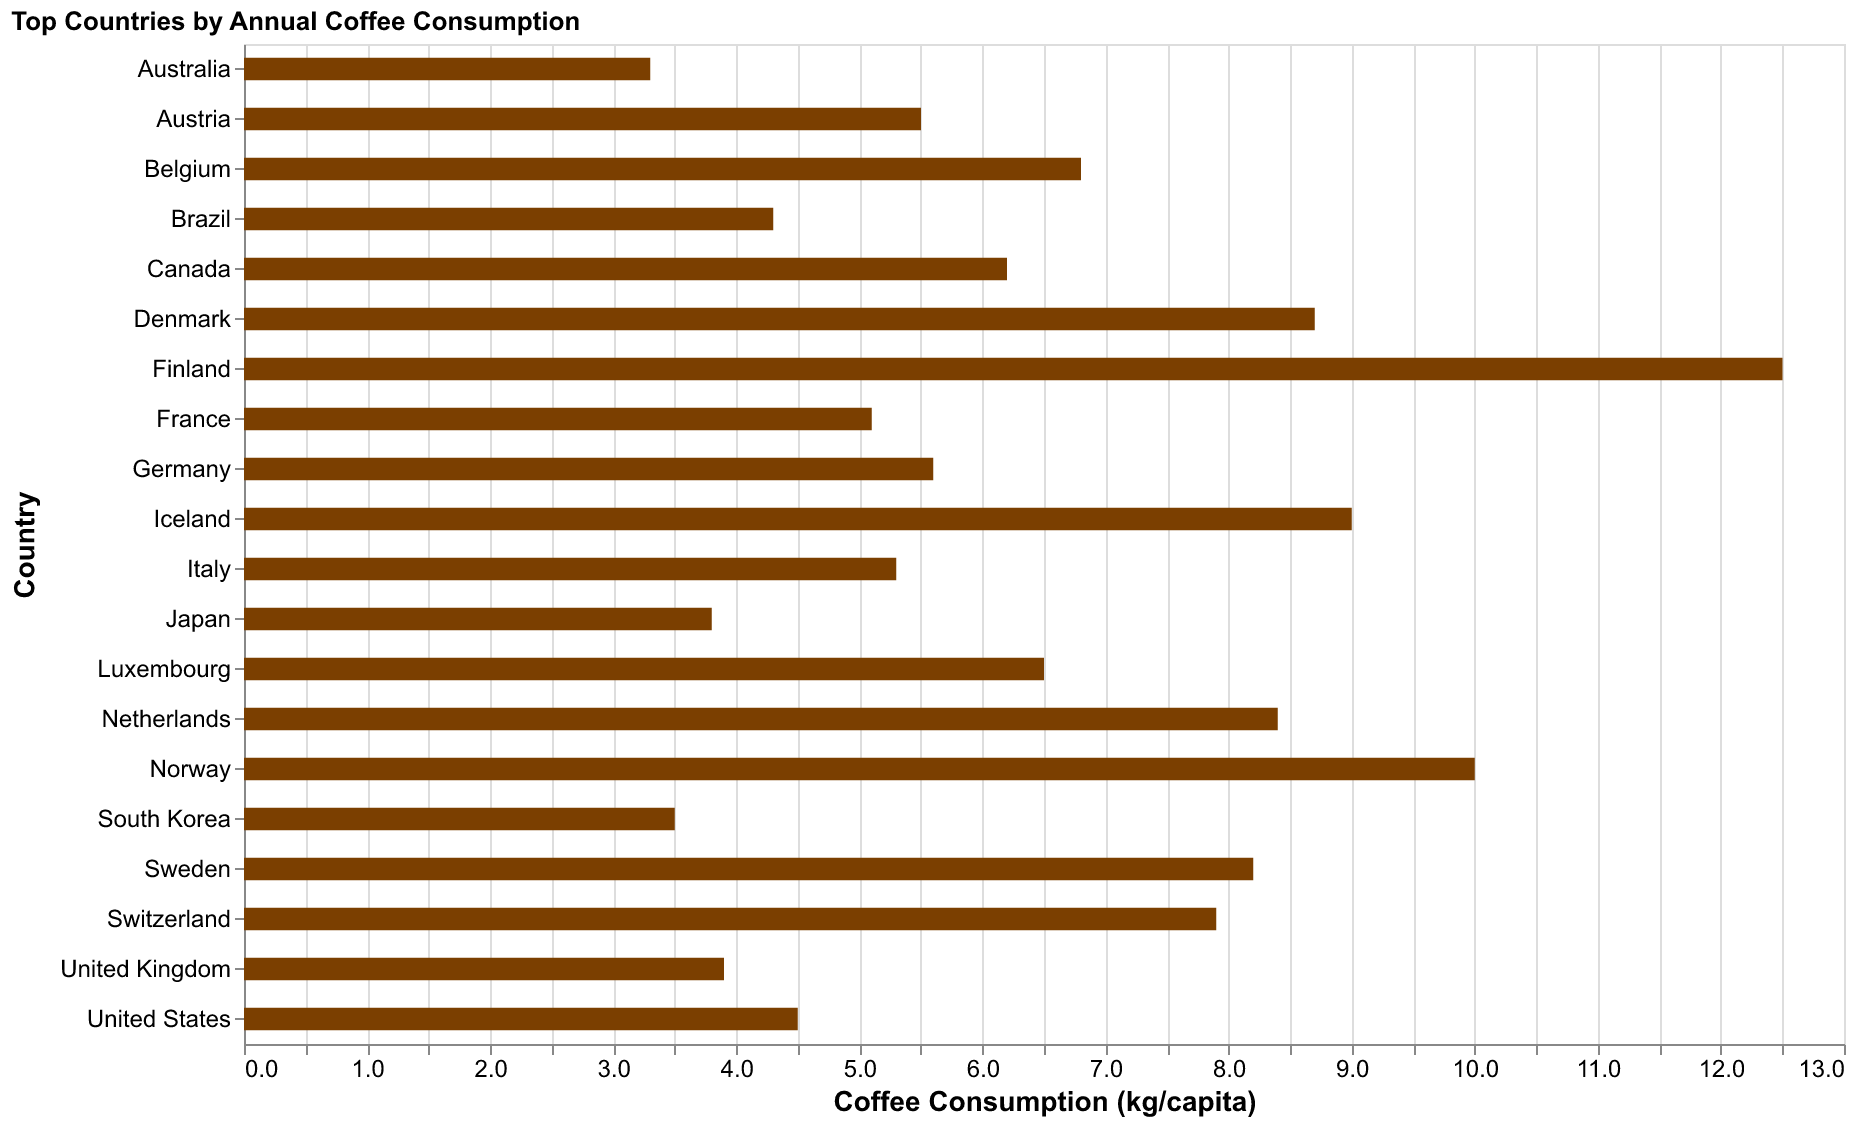 Top Countries by Annual Coffee Consumption
Australia
Austria
Belgium
Brazil
Canada
Denmark
Finland
France
Germany
Iceland
Italy
Japan
Luxembourg
Netherlands
Norway
South Korea
Sweden
Switzerland
United Kingdom
United States
Country
0.0 1.0 2.0 3.0 4.0 5.0 6.0 7.0 8.0 9.0 10.0 11.0 12.0 13.0
Coffee Consumption (kg/capita)